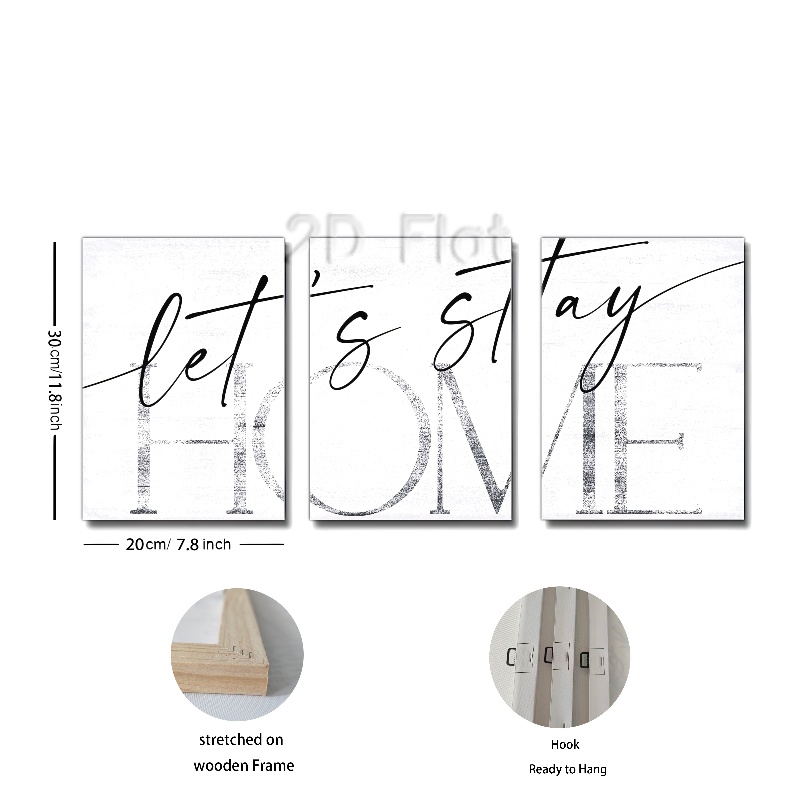 2D Flat
let's stay
HOME
30cm/11.8inch
20cm/ 7.8 inch
stretched on
wooden Frame
Hook
Ready to Hang